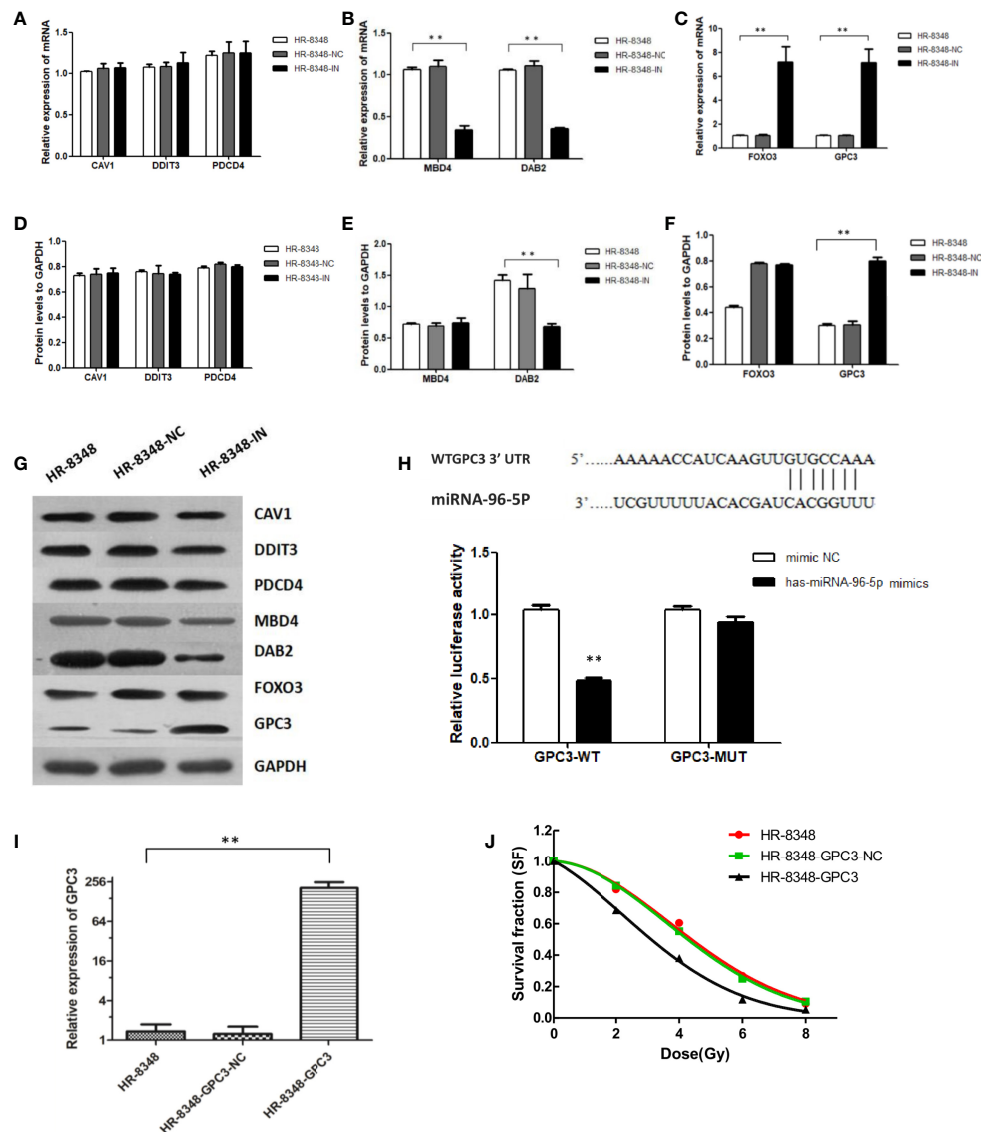 A
Relative expression of mRNA
1.5
1.0
0.5
0.0
CAV1 DDIT3 PDCD4
HR-8348
HR-8348-NC
HR-8348-IN
B
Relative expression of mRNA
1.5
1.0
0.5
0.0
** **
MBD4 DAB2
HR-8348
HR-8348-NC
HR-8348-IN
C
Relative expression of mRNA
10
8
6
4
2
0
** **
FOXO3 GPC3
HR-8348
HR-8348-NC
HR-8348-IN
D
Protein levels to GAPDH
1.0
0.8
0.6
0.4
0.2
0.0
CAV1 DDIT3 PDCD4
HR-8343
HR-8343-NC
HR-8343-IN
E
Protein levels to GAPDH
2.0
1.5
1.0
0.5
0.0
**
MBD4 DAB2
HR-8348
HR-8348-NC
HR-8348-IN
F
Protein levels to GAPDH
1.2
0.8
0.4
0.0
**
FOXO3 GPC3
HR-8348
HR-8348-NC
HR-8348-IN
G
HR-8348 HR-8348-NC HR-8348-IN
CAV1
DDIT3
PDCD4
MBD4
DAB2
FOXO3
GPC3
GAPDH
H
WTGPC3 3’ UTR 5’......AAAAACCAUCAAGUUGUGCCAAA
miRNA-96-5P 3’......UCGUUUUUACACGAUCACGGUUU
Relative luciferase activity
1.5
1.0
0.5
0.0
**
GPC3-WT GPC3-MUT
mimic NC
has-miRNA-96-5p mimics
I
Relative expression of GPC3
256
64
16
4
1
**
HR-8348
HR-8348-GPC3-NC
HR-8348-GPC3
J
Survival fraction (SF)
1.2
1.0
0.8
0.6
0.4
0.2
0.0
0 2 4 6 8
Dose(Gy)
HR-8348
HR-8348-GPC3-NC
HR-8348-GPC3